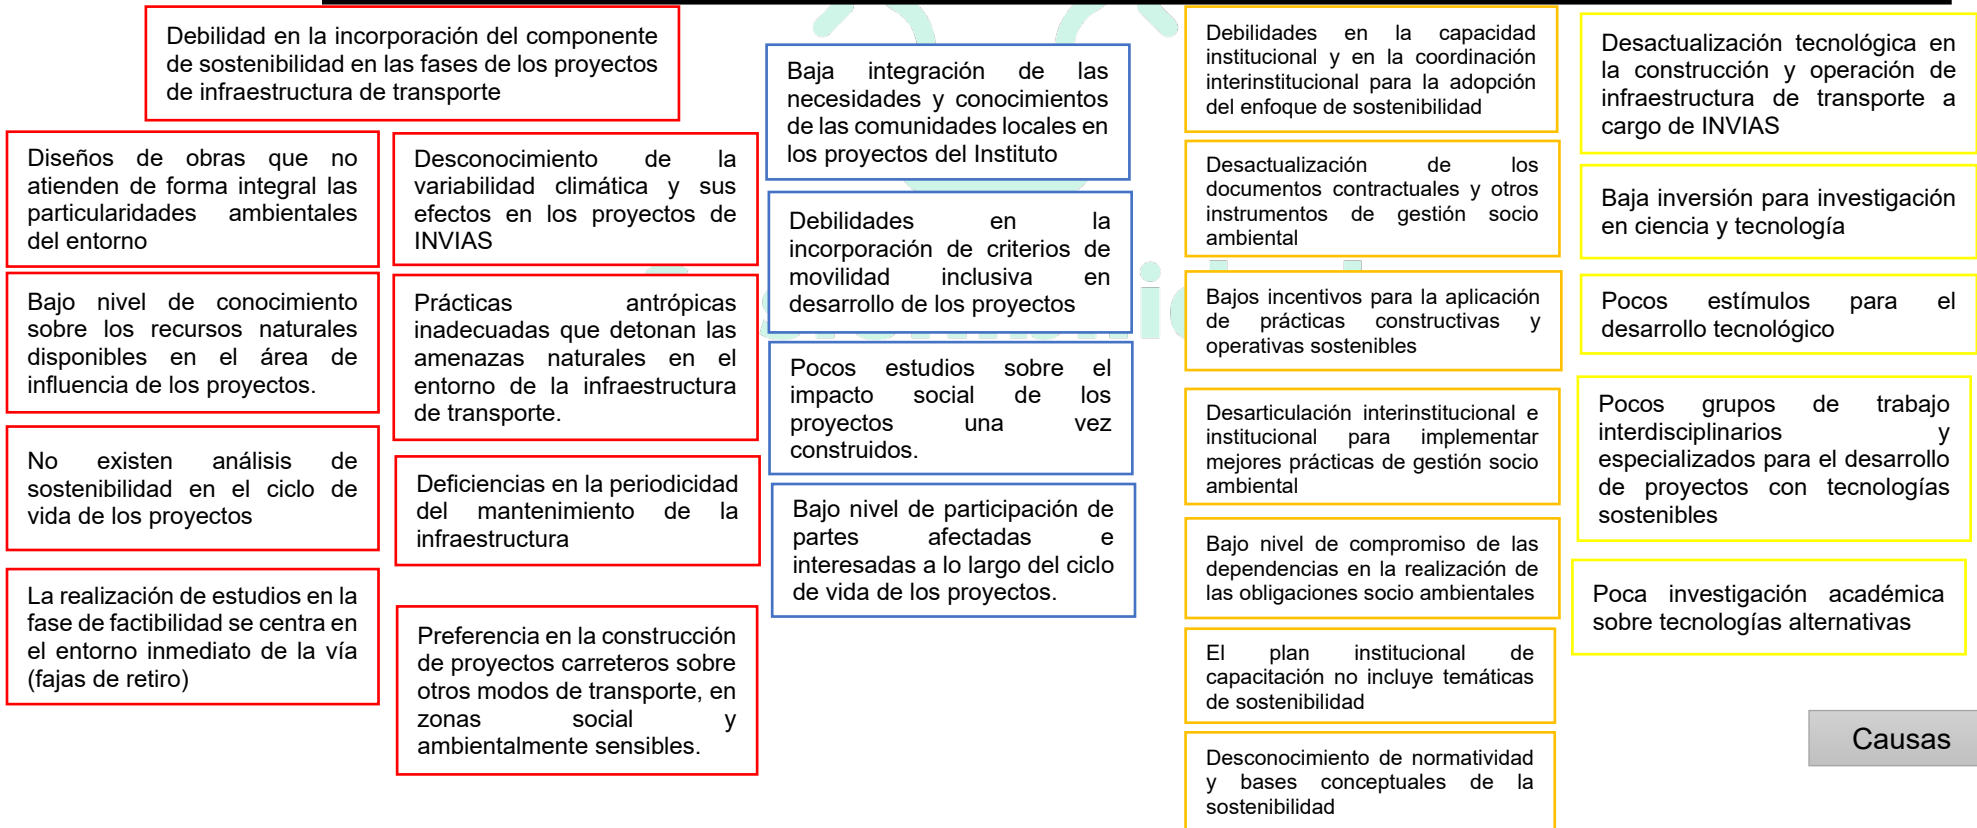 Debilidad en la incorporación del componente
de sostenibilidad en las fases de los proyectos
de infraestructura de transporte
Diseños de obras que no
atienden de forma integral las
particularidades ambientales
del entorno
Bajo nivel de conocimiento
sobre los recursos naturales
disponibles en el área de
influencia de los proyectos.
No existen análisis de
sostenibilidad en el ciclo de
vida de los proyectos
La realización de estudios en la
fase de factibilidad se centra en
el entorno inmediato de la vía
(fajas de retiro)
Desconocimiento de la
variabilidad climática y sus
efectos en los proyectos de
INVIAS
Prácticas antrópicas
inadecuadas que detonan las
amenazas naturales en el
entorno de la infraestructura
de transporte.
Deficiencias en la periodicidad
del mantenimiento de la
infraestructura
Preferencia en la construcción
de proyectos carreteros sobre
otros modos de transporte, en
zonas social y
ambientalmente sensibles.
Baja integración de las
necesidades y conocimientos
de las comunidades locales en
los proyectos del Instituto
Debilidades en la
incorporación de criterios de
movilidad inclusiva en
desarrollo de los proyectos
Pocos estudios sobre el
impacto social de los
proyectos una vez
construidos.
Bajo nivel de participación de
partes afectadas e
interesadas a lo largo del ciclo
de vida de los proyectos.
Debilidades en la capacidad
institucional y en la coordinación
interinstitucional para la adopción
del enfoque de sostenibilidad
Desactualización de los
documentos contractuales y otros
instrumentos de gestión socio
ambiental
Bajos incentivos para la aplicación
de prácticas constructivas y
operativas sostenibles
Desarticulación interinstitucional e
institucional para implementar
mejores prácticas de gestión socio
ambiental
Bajo nivel de compromiso de las
dependencias en la realización de
las obligaciones socio ambientales
El plan institucional de
capacitación no incluye temáticas
de sostenibilidad
Desconocimiento de normatividad
y bases conceptuales de la
sostenibilidad
Desactualización tecnológica en
la construcción y operación de
infraestructura de transporte a
cargo de INVIAS
Baja inversión para investigación
en ciencia y tecnología
Pocos estímulos para el
desarrollo tecnológico
Pocos grupos de trabajo
interdisciplinarios y
especializados para el desarrollo
de proyectos con tecnologías
sostenibles
Poca investigación académica
sobre tecnologías alternativas
Causas